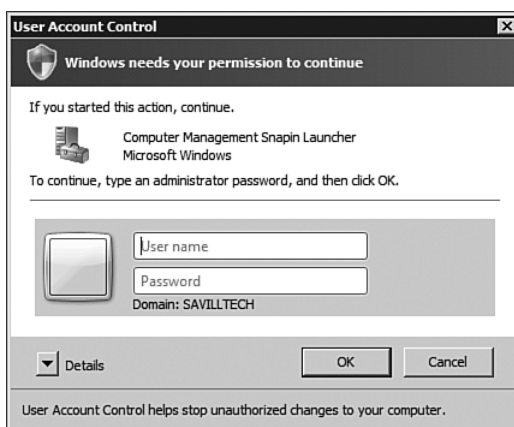 User Account Control
Windows needs your permission to continue
If you started this action, continue.
Computer Management Snapin Launcher
Microsoft Windows
To continue, type an administrator password, and then click OK.
User name
Password
Domain: SAVILLTECH
Details
OK
Cancel
User Account Control helps stop unauthorized changes to your computer.